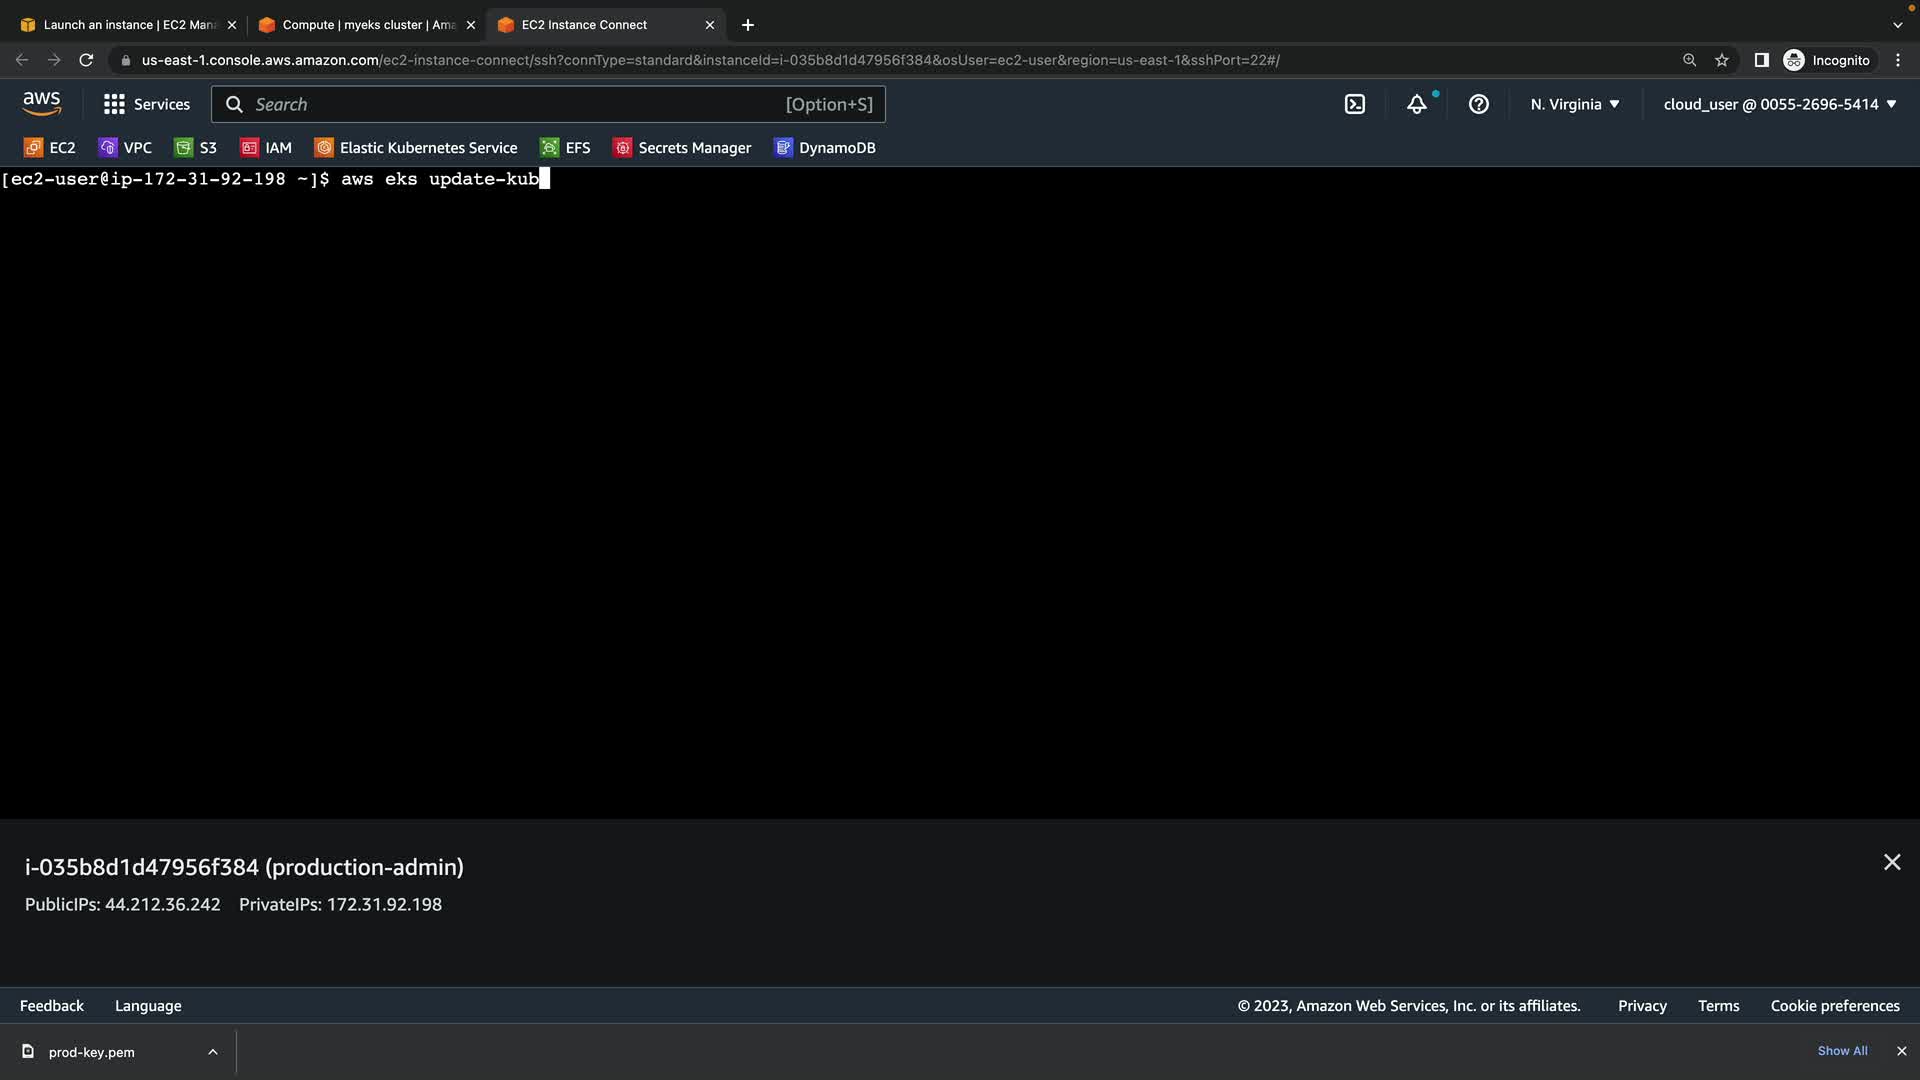 Launch an instance | EC2 Man
Compute | myeks cluster | Ama
EC2 Instance Connect
us-east-1.console.aws.amazon.com/ec2-instance-connect/ssh?connType=standard&instanceId=i-035b8d1d47956f384&osUser=ec2-user&region=us-east-1&sshPort=22#/
Incognito
aws
Services
Search
[Option+S]
N. Virginia
cloud_user @ 0055-2696-5414
EC2
VPC
S3
IAM
Elastic Kubernetes Service
EFS
Secrets Manager
DynamoDB
[ec2-user@ip-172-31-92-198 ~]$ aws eks update-kub
i-035b8d1d47956f384 (production-admin)
PublicIPs: 44.212.36.242 PrivateIPs: 172.31.92.198
Feedback
Language
© 2023, Amazon Web Services, Inc. or its affiliates.
Privacy
Terms
Cookie preferences
prod-key.pem
Show All